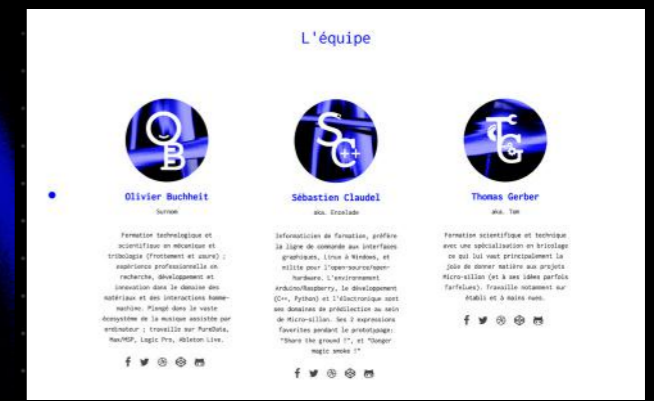 L'équipe
OB
SC++
TG
Olivier Buchheit
Surnom
Formation technologique et
scientifique en mécanique et
tribologie (frottement et usure) ;
expérience professionnelle en
recherche, développement et
innovation dans le domaine des
matériaux et des interactions homme-
machine. Plongé dans le vaste
écosystème de la musique assistée par
ordinateur ; travaille sur PureData,
Max/MSP, Logic Pro, Ableton Live.
Sébastien Claudel
aka. Encelade
Informaticien de formation, préfère
la ligne de commande aux interfaces
graphiques, Linux à Windows, et
milite pour l'open-source/open-
hardware. L'environnement
Arduino/Raspberry, le développement
(C++, Python) et l'électronique sont
ses domaines de prédilection au sein
de Micro-sillon. Ses 2 expressions
favorites pendant le prototypage:
"Share the ground !", et "Danger
magic smoke !"
Thomas Gerber
aka. Tom
Formation scientifique et technique
avec une spécialisation en bricolage
ce qui lui vaut principalement la
joie de donner matière aux projets
Micro-sillon (et à ses idées parfois
farfelues). Travaille notamment sur
établi et à mains nues.